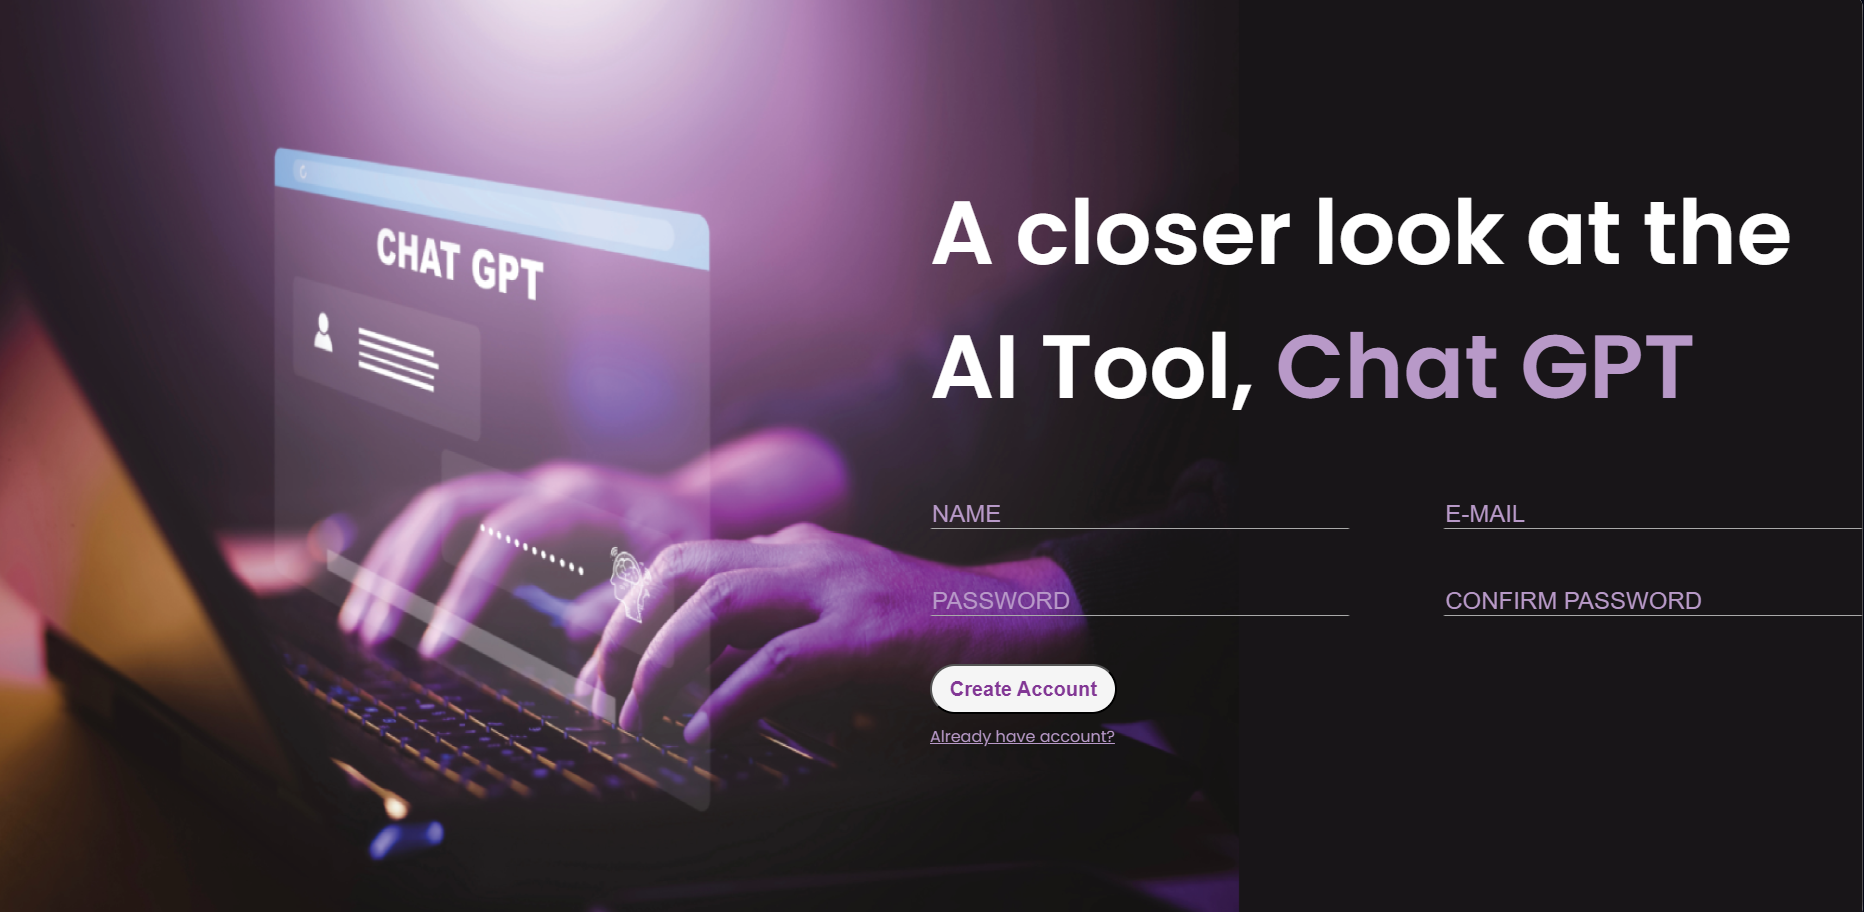 CHAT GPT
A closer look at the
AI Tool, Chat GPT
NAME
E-MAIL
PASSWORD
CONFIRM PASSWORD
Create Account
Already have account?